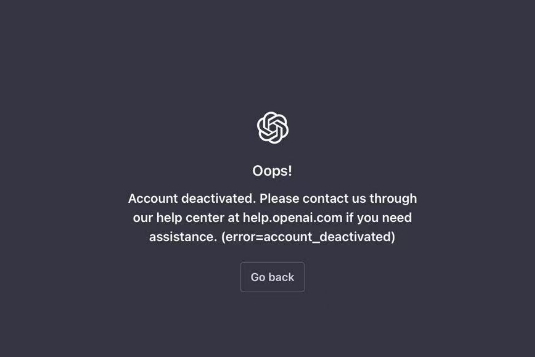 Oops!
Account deactivated. Please contact us through
our help center at help.openai.com if you need
assistance. (error=account_deactivated)
Go back